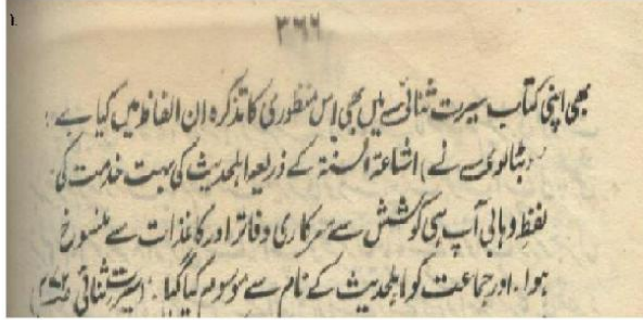 ۳۶۶
بھی اپنی کتاب سیرت ثنائی میں بھی اس منظوری کا تذکرہ ان الفاظ میں کیا ہے:
"(بٹالوی نے) اشاعۃ السنۃ کے ذریعہ اہلحدیث کی بہت خدمت کی
لفظ وہابی آپ ہی کوشش سے سرکاری دفاتر اور کاغذات سے منسوخ
ہوا۔ اور جماعت کو اہلحدیث کے نام سے موسوم کیا گیا۔" (سیرت ثنائی